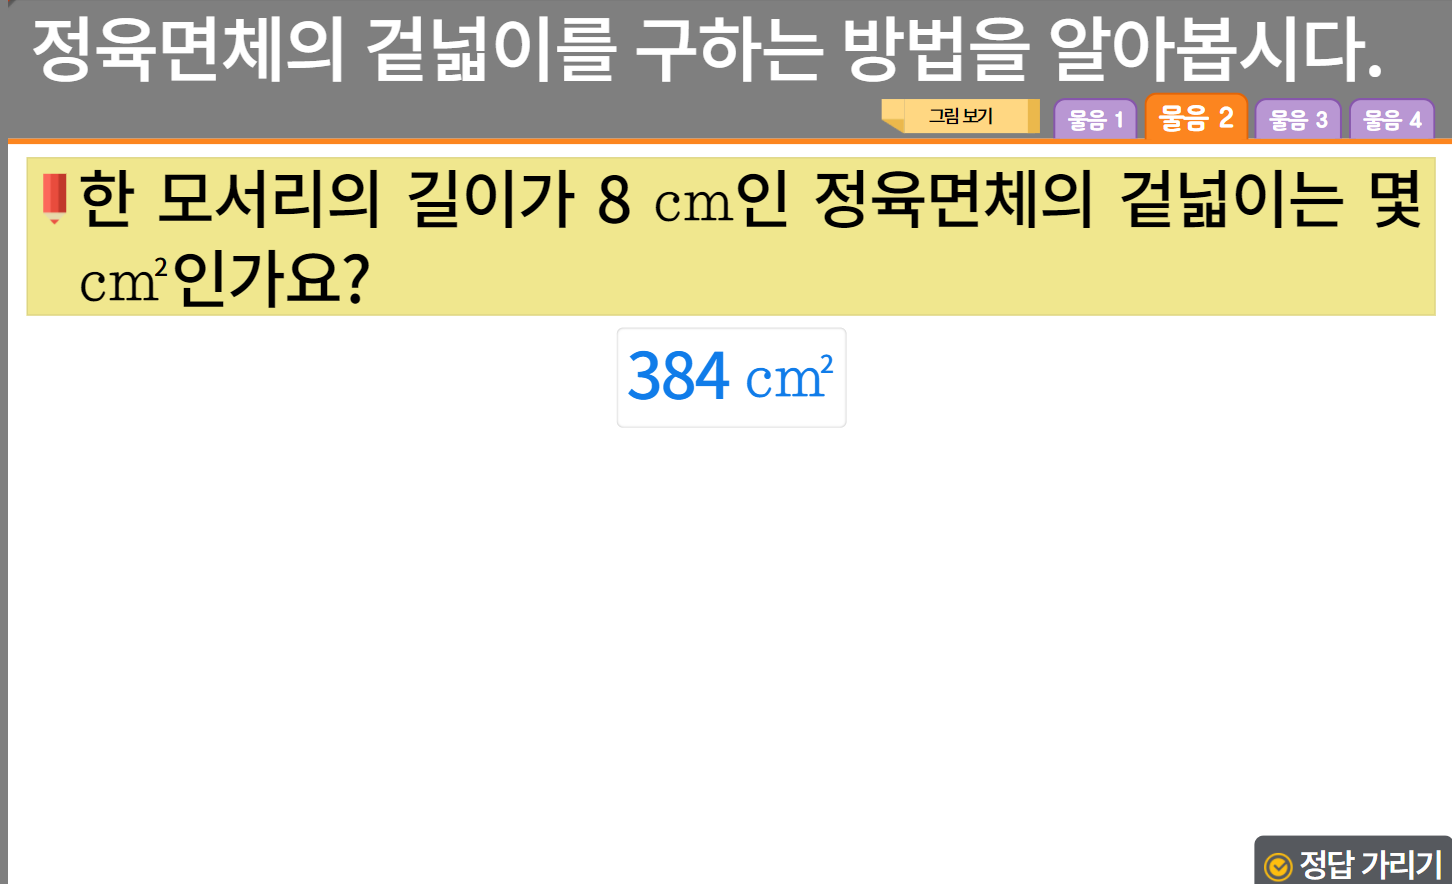 정육면체의 겉넓이를 구하는 방법을 알아봅시다.
그림 보기 물음 1 물음 2 물음 3 물음 4
한 모서리의 길이가 8 cm인 정육면체의 겉넓이는 몇
cm²인가요?
384 cm²
정답 가리기